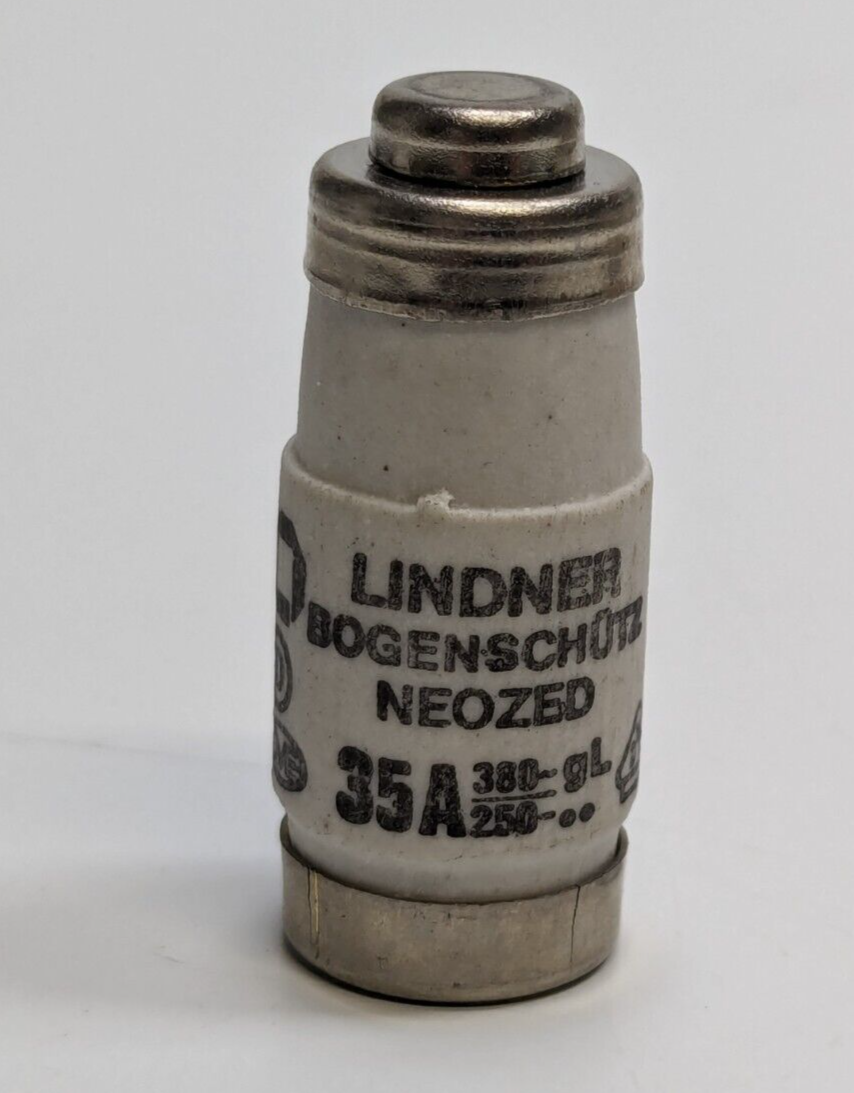 LINDNER
BOGENSCHÜTZ
NEOZED
35A 380~ gL
250- ••